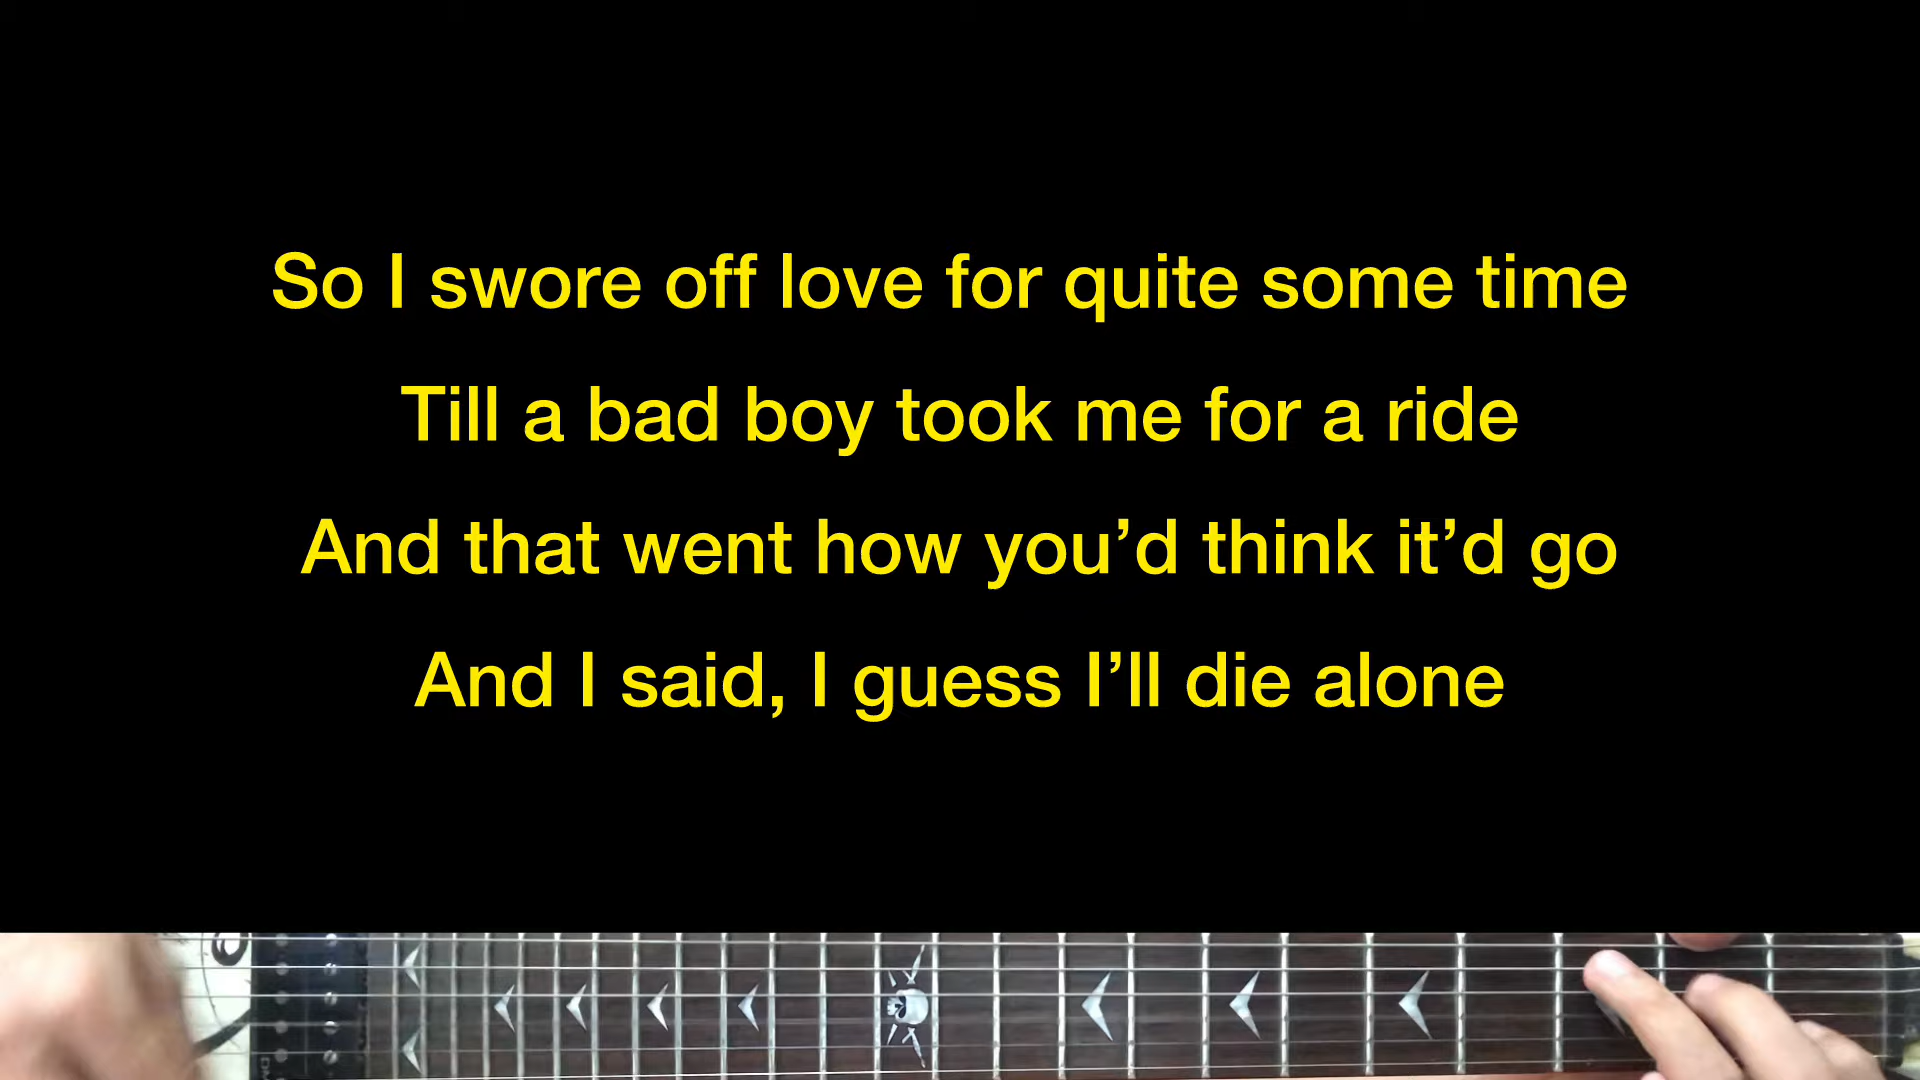 So I swore off love for quite some time
Till a bad boy took me for a ride
And that went how you’d think it’d go
And I said, I guess I’ll die alone